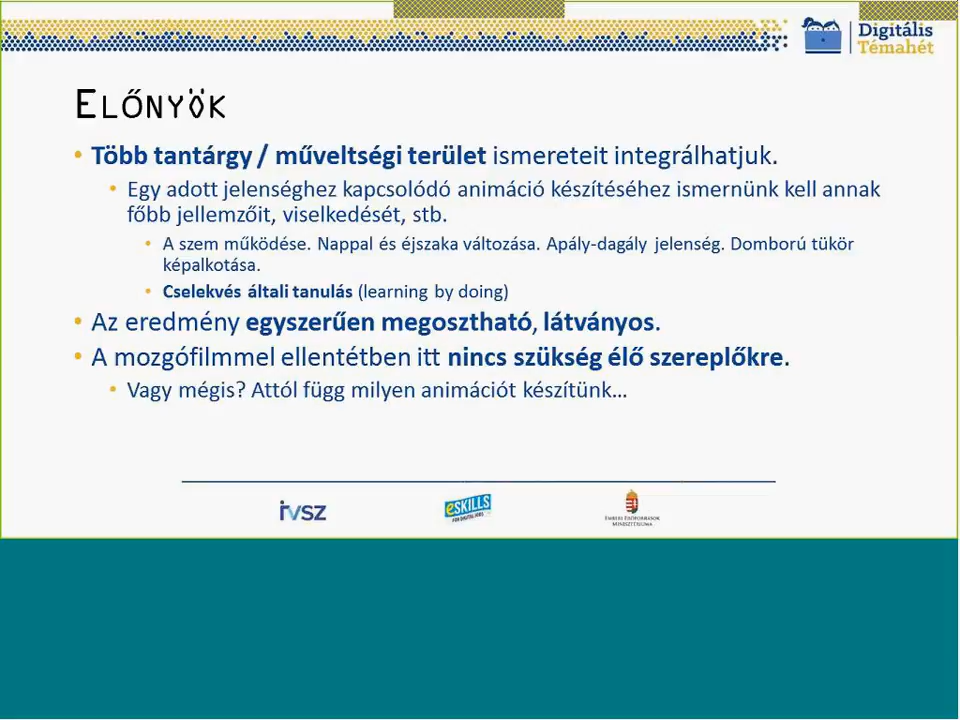 Digitális
Témahét
Előnyök
• Több tantárgy / műveltségi terület ismereteit integrálhatjuk.
• Egy adott jelenséghez kapcsolódó animáció készítéséhez ismernünk kell annak
főbb jellemzőit, viselkedését, stb.
• A szem működése. Nappal és éjszaka változása. Apály-dagály jelenség. Domború tükör
képalkotása.
• Cselekvés általi tanulás (learning by doing)
• Az eredmény egyszerűen megosztható, látványos.
• A mozgófilmmel ellentétben itt nincs szükség élő szereplőkre.
• Vagy mégis? Attól függ milyen animációt készítünk…
IVSZ
eSKILLS
FOR DIGITAL JOBS
EMBERI ERŐFORRÁSOK
MINISZTÉRIUMA